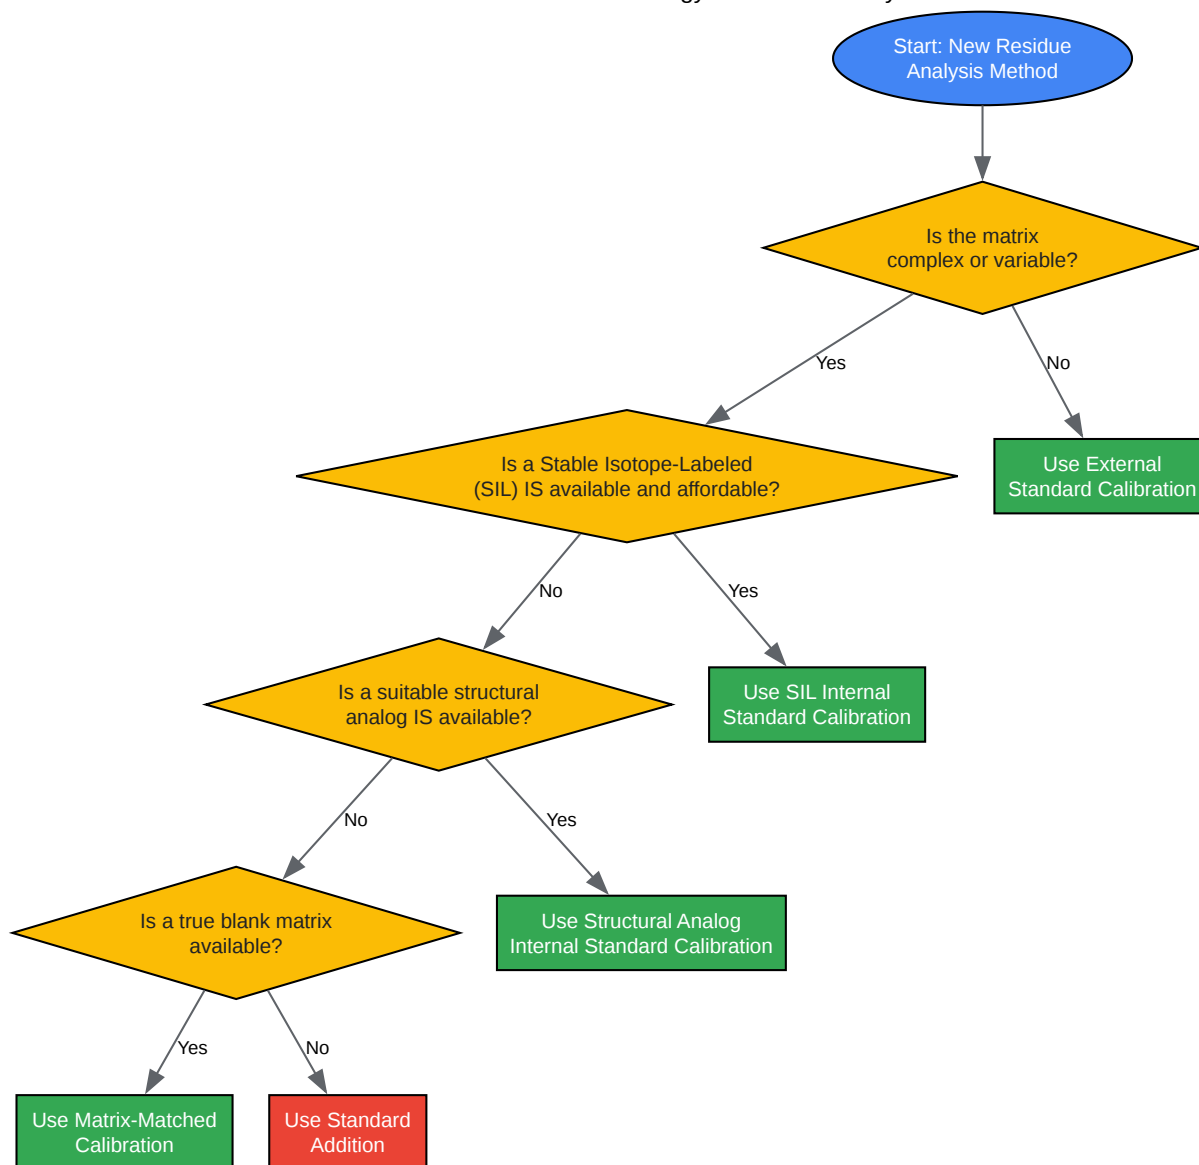 Start: New Residue
Analysis Method
Is the matrix
complex or variable?
Yes
No
Is a Stable Isotope-Labeled
(SIL) IS available and affordable?
Use External
Standard Calibration
No
Yes
Is a suitable structural
analog IS available?
Use SIL Internal
Standard Calibration
No
Yes
Is a true blank matrix
available?
Use Structural Analog
Internal Standard Calibration
Yes
No
Use Matrix-Matched
Calibration
Use Standard
Addition